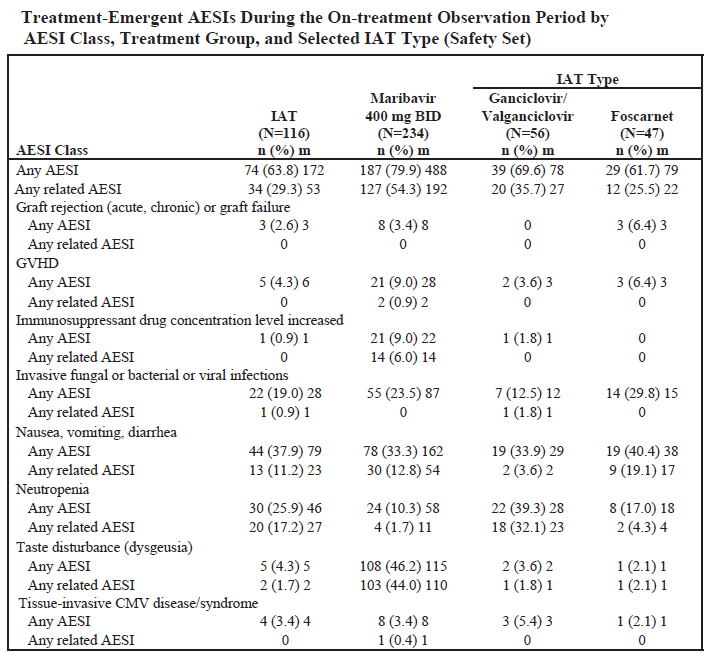 Treatment-Emergent AESIs During the On-treatment Observation Period by
AESI Class, Treatment Group, and Selected IAT Type (Safety Set)
IAT Type
Maribavir Ganciclovir/
IAT 400 mg BID Valganciclovir Foscarnet
(N=116) (N=234) (N=56) (N=47)
AESI Class n (%) m n (%) m n (%) m n (%) m
Any AESI 74 (63.8) 172 187 (79.9) 488 39 (69.6) 78 29 (61.7) 79
Any related AESI 34 (29.3) 53 127 (54.3) 192 20 (35.7) 27 12 (25.5) 22
Graft rejection (acute, chronic) or graft failure
Any AESI 3 (2.6) 3 8 (3.4) 8 0 3 (6.4) 3
Any related AESI 0 0 0 0
GVHD
Any AESI 5 (4.3) 6 21 (9.0) 28 2 (3.6) 3 3 (6.4) 3
Any related AESI 0 2 (0.9) 2 0 0
Immunosuppressant drug concentration level increased
Any AESI 1 (0.9) 1 21 (9.0) 22 1 (1.8) 1 0
Any related AESI 0 14 (6.0) 14 0 0
Invasive fungal or bacterial or viral infections
Any AESI 22 (19.0) 28 55 (23.5) 87 7 (12.5) 12 14 (29.8) 15
Any related AESI 1 (0.9) 1 0 1 (1.8) 1 0
Nausea, vomiting, diarrhea
Any AESI 44 (37.9) 79 78 (33.3) 162 19 (33.9) 29 19 (40.4) 38
Any related AESI 13 (11.2) 23 30 (12.8) 54 2 (3.6) 2 9 (19.1) 17
Neutropenia
Any AESI 30 (25.9) 46 24 (10.3) 58 22 (39.3) 28 8 (17.0) 18
Any related AESI 20 (17.2) 27 4 (1.7) 11 18 (32.1) 23 2 (4.3) 4
Taste disturbance (dysgeusia)
Any AESI 5 (4.3) 5 108 (46.2) 115 2 (3.6) 2 1 (2.1) 1
Any related AESI 2 (1.7) 2 103 (44.0) 110 1 (1.8) 1 1 (2.1) 1
Tissue-invasive CMV disease/syndrome
Any AESI 4 (3.4) 4 8 (3.4) 8 3 (5.4) 3 1 (2.1) 1
Any related AESI 0 1 (0.4) 1 0 0